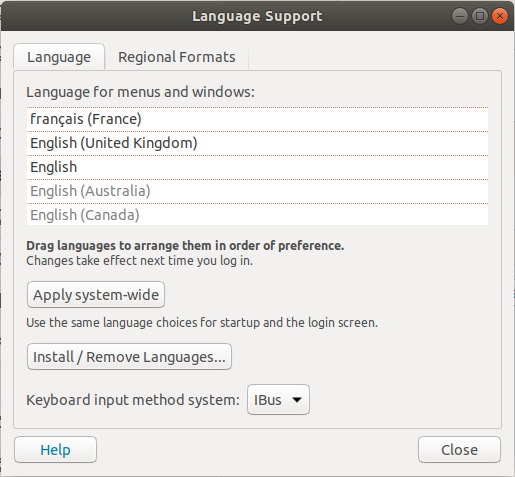 Language Support
Language Regional Formats
Language for menus and windows:
français (France)
English (United Kingdom)
English
English (Australia)
English (Canada)
Drag languages to arrange them in order of preference.
Changes take effect next time you log in.
Apply system-wide
Use the same language choices for startup and the login screen.
Install / Remove Languages...
Keyboard input method system: IBus
Help Close